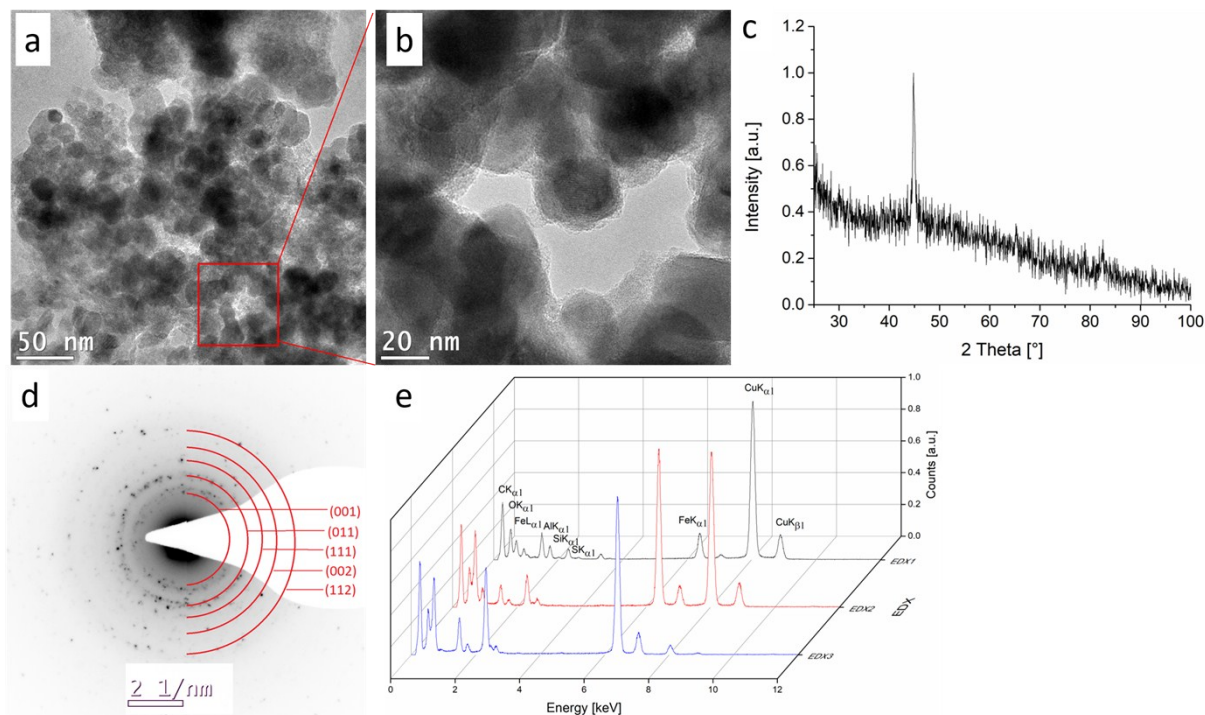 a
50 nm
b
20 nm
c
Intensity [a.u.]
1.2
1.0
0.8
0.6
0.4
0.2
0.0
30 40 50 60 70 80 90 100
2 Theta [°]
d
(001)
(011)
(111)
(002)
(112)
2 1/nm
e
CKα1
OKα1
FeLα1
AlKα1
SiKα1
SKα1
FeKα1
CuKα1
CuKβ1
1.0
0.8
0.6
0.4
0.2
0.0
Counts [a.u.]
EDX1
EDX2
EDX3
EDX
0 2 4 6 8 10 12
Energy [keV]